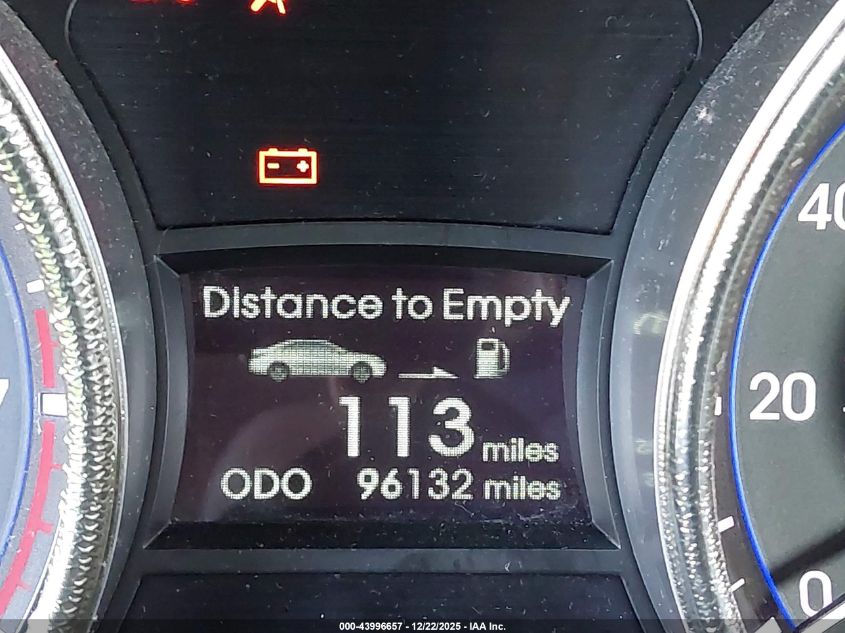 40
Distance to Empty
113 miles
20
ODO 96132 miles
0
000-43996657 - 12/22/2025 - IAA Inc.